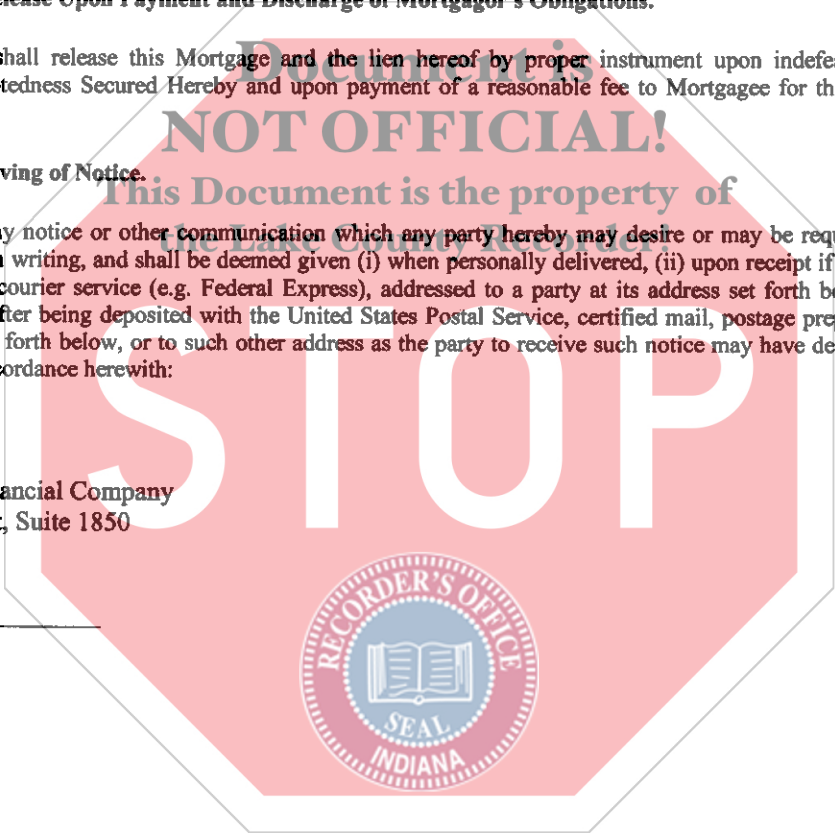 lease Upon Payment and Discharge of Mortgagor's Obligations.
shall release this Mortgage and the lien hereof by proper instrument upon indefea
tedness Secured Hereby and upon payment of a reasonable fee to Mortgagee for th
Document is
NOT OFFICIAL!
ving of Notice.
This Document is the property of
the Lake County Recorder!
y notice or other communication which any party hereby may desire or may be requ
n writing, and shall be deemed given (i) when personally delivered, (ii) upon receipt if
courier service (e.g. Federal Express), addressed to a party at its address set forth be
fter being deposited with the United States Postal Service, certified mail, postage pre
forth below, or to such other address as the party to receive such notice may have de
ordance herewith:
STOP
ancial Company
, Suite 1850
RECORDER'S OFFICE
SEAL
INDIANA